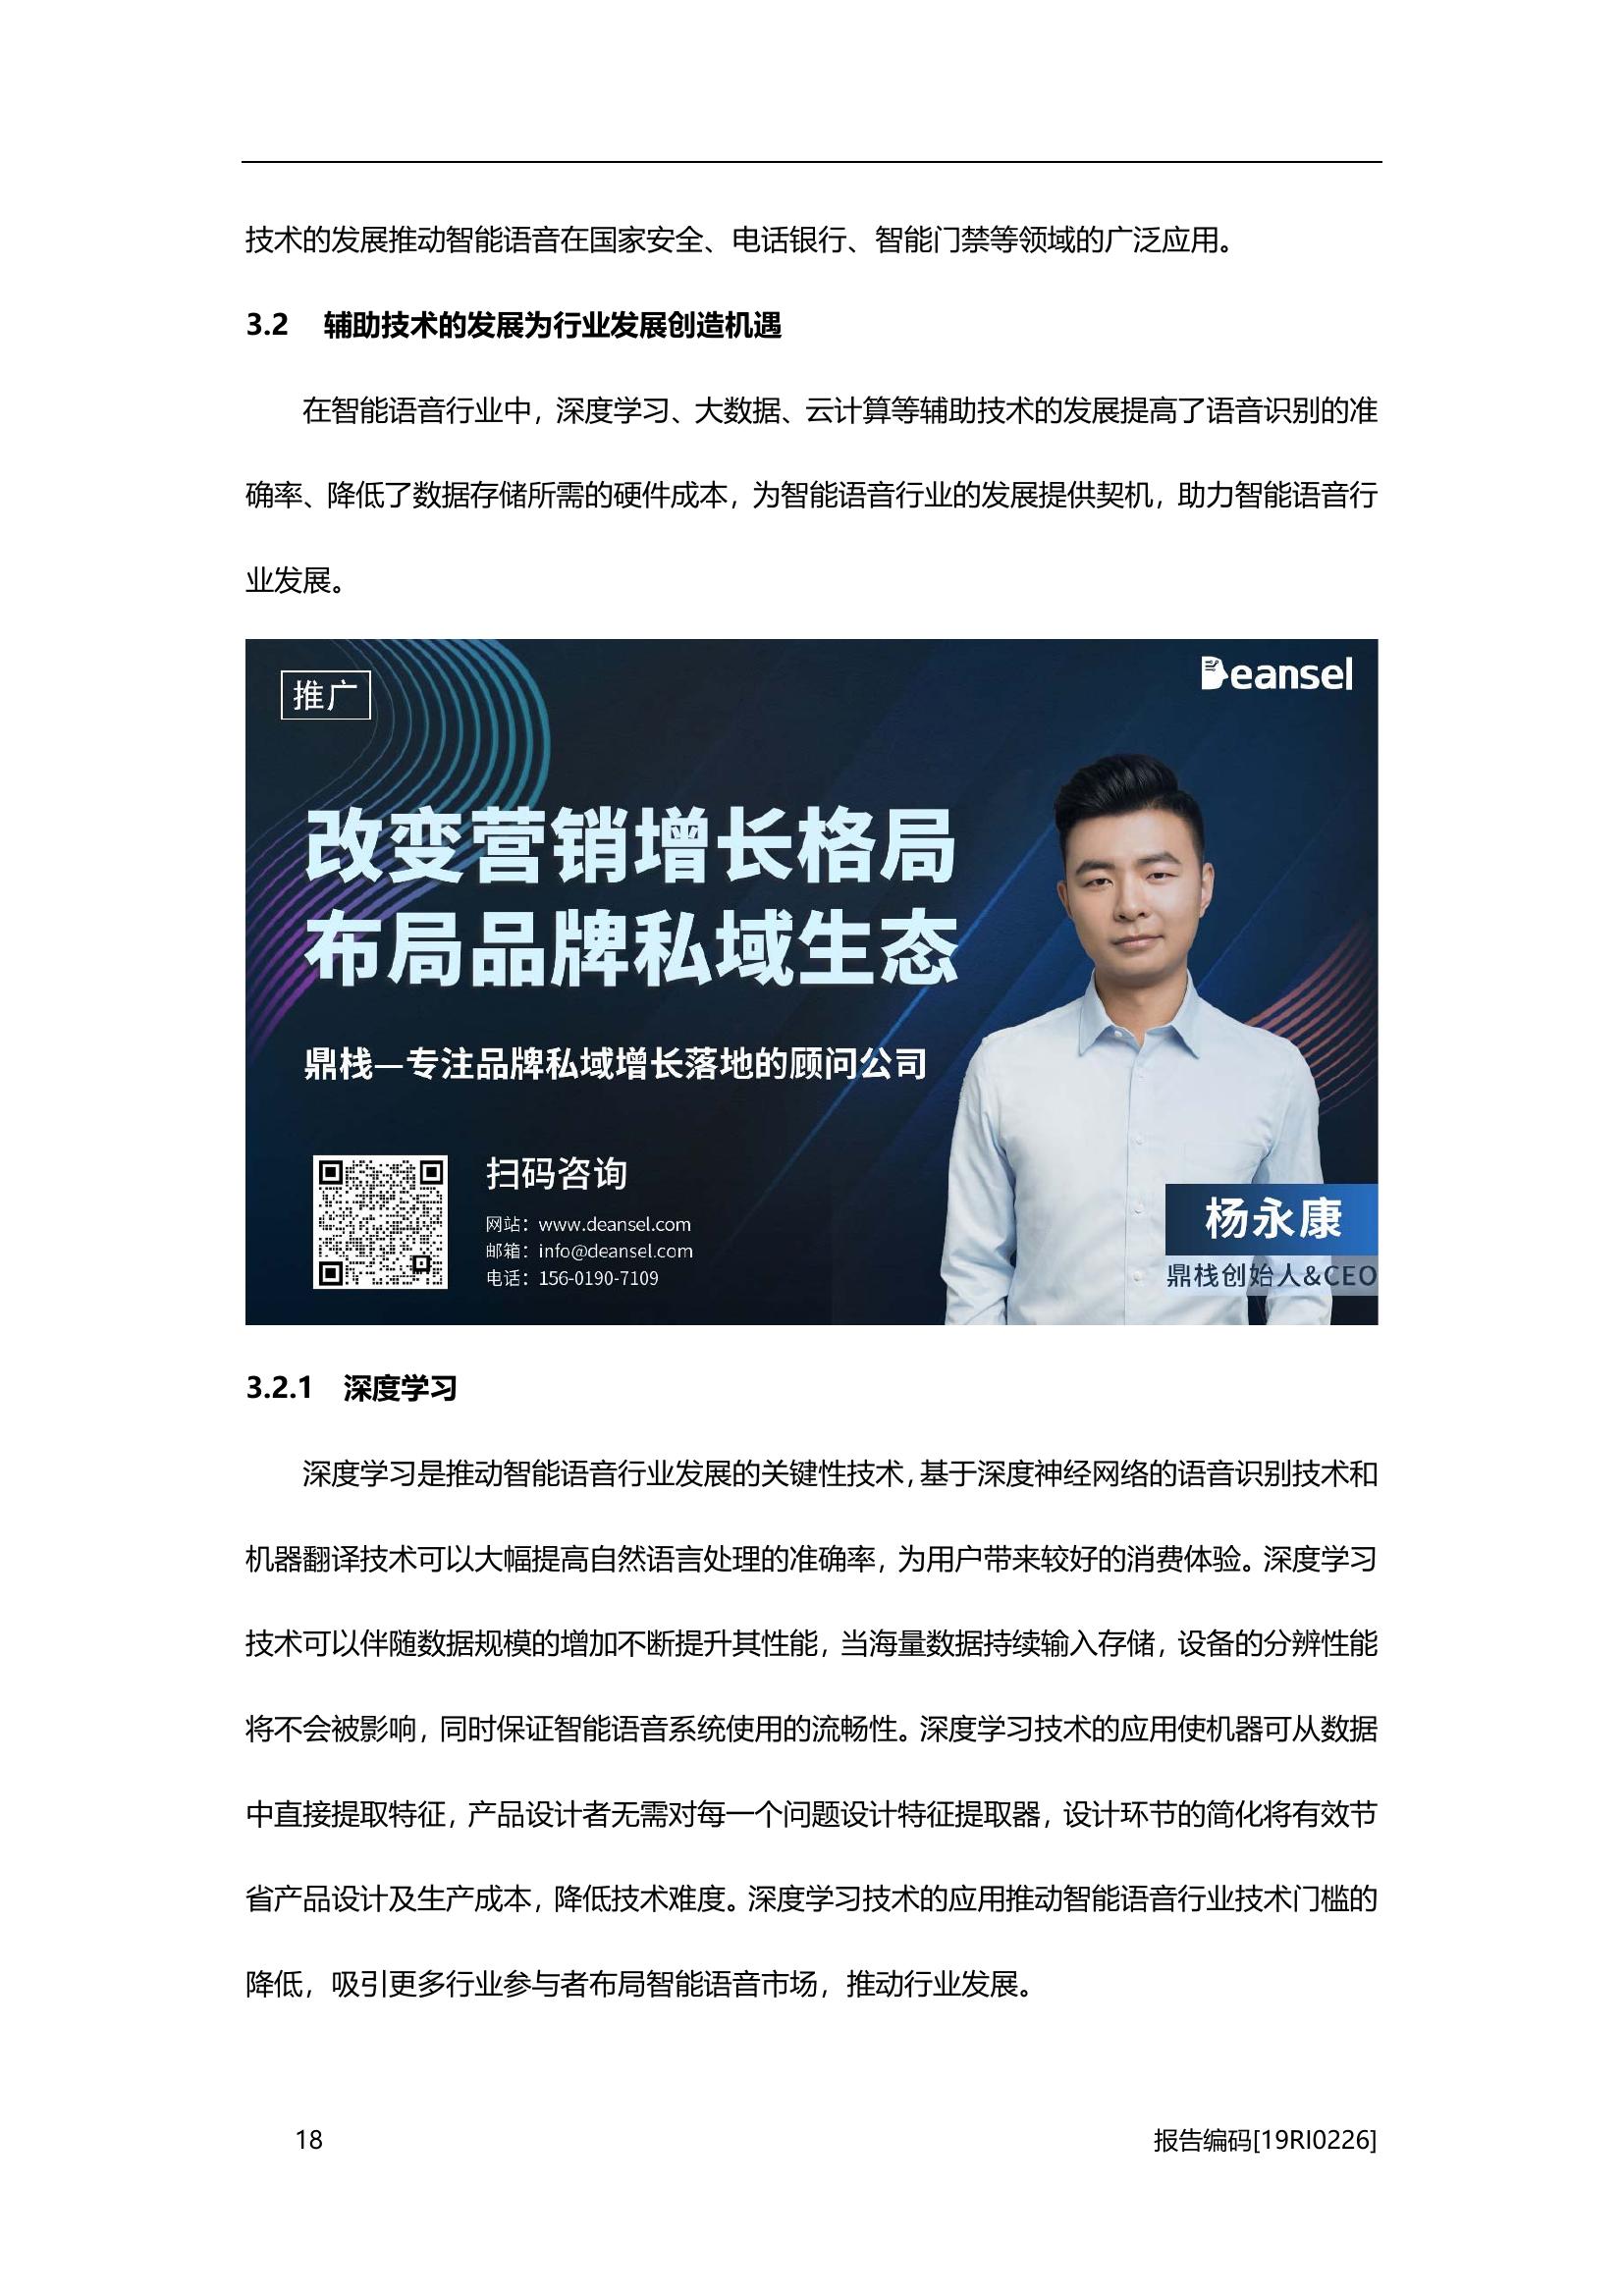 技术的发展推动智能语音在国家安全、电话银行、智能门禁等领域的广泛应用。
3.2 辅助技术的发展为行业发展创造机遇
在智能语音行业中，深度学习、大数据、云计算等辅助技术的发展提高了语音识别的准
确率、降低了数据存储所需的硬件成本，为智能语音行业的发展提供契机，助力智能语音行
业发展。
推广
Deansel
改变营销增长格局
布局品牌私域生态
鼎栈—专注品牌私域增长落地的顾问公司
扫码咨询
网站：www.deansel.com
邮箱：info@deansel.com
电话：156-0190-7109
杨永康
鼎栈创始人&CEO
3.2.1 深度学习
深度学习是推动智能语音行业发展的关键性技术，基于深度神经网络的语音识别技术和
机器翻译技术可以大幅提高自然语言处理的准确率，为用户带来较好的消费体验。深度学习
技术可以伴随数据规模的增加不断提升其性能，当海量数据持续输入存储，设备的分辨性能
将不会被影响，同时保证智能语音系统使用的流畅性。深度学习技术的应用使机器可从数据
中直接提取特征，产品设计者无需对每一个问题设计特征提取器，设计环节的简化将有效节
省产品设计及生产成本，降低技术难度。深度学习技术的应用推动智能语音行业技术门槛的
降低，吸引更多行业参与者布局智能语音市场，推动行业发展。
18
报告编码[19RI0226]